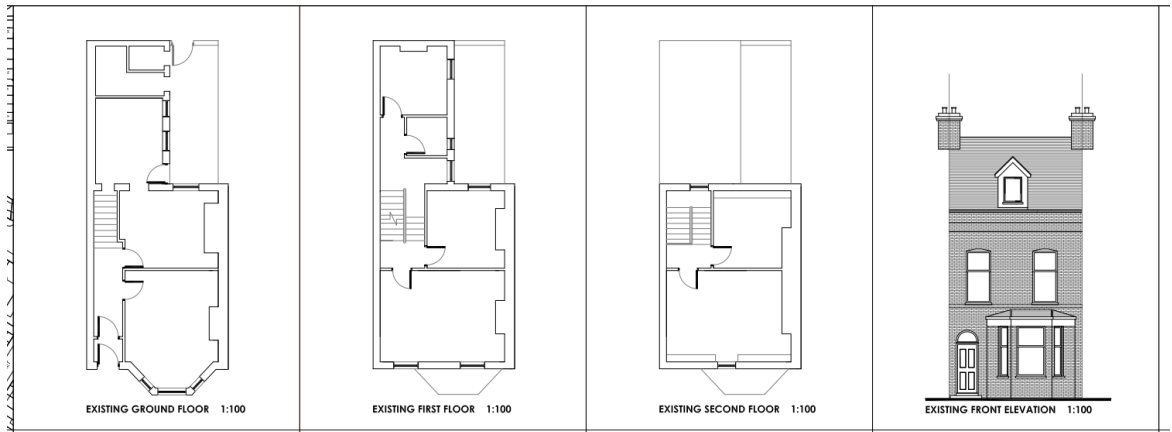 EXISTING GROUND FLOOR 1:100
EXISTING FIRST FLOOR 1:100
EXISTING SECOND FLOOR 1:100
EXISTING FRONT ELEVATION 1:100